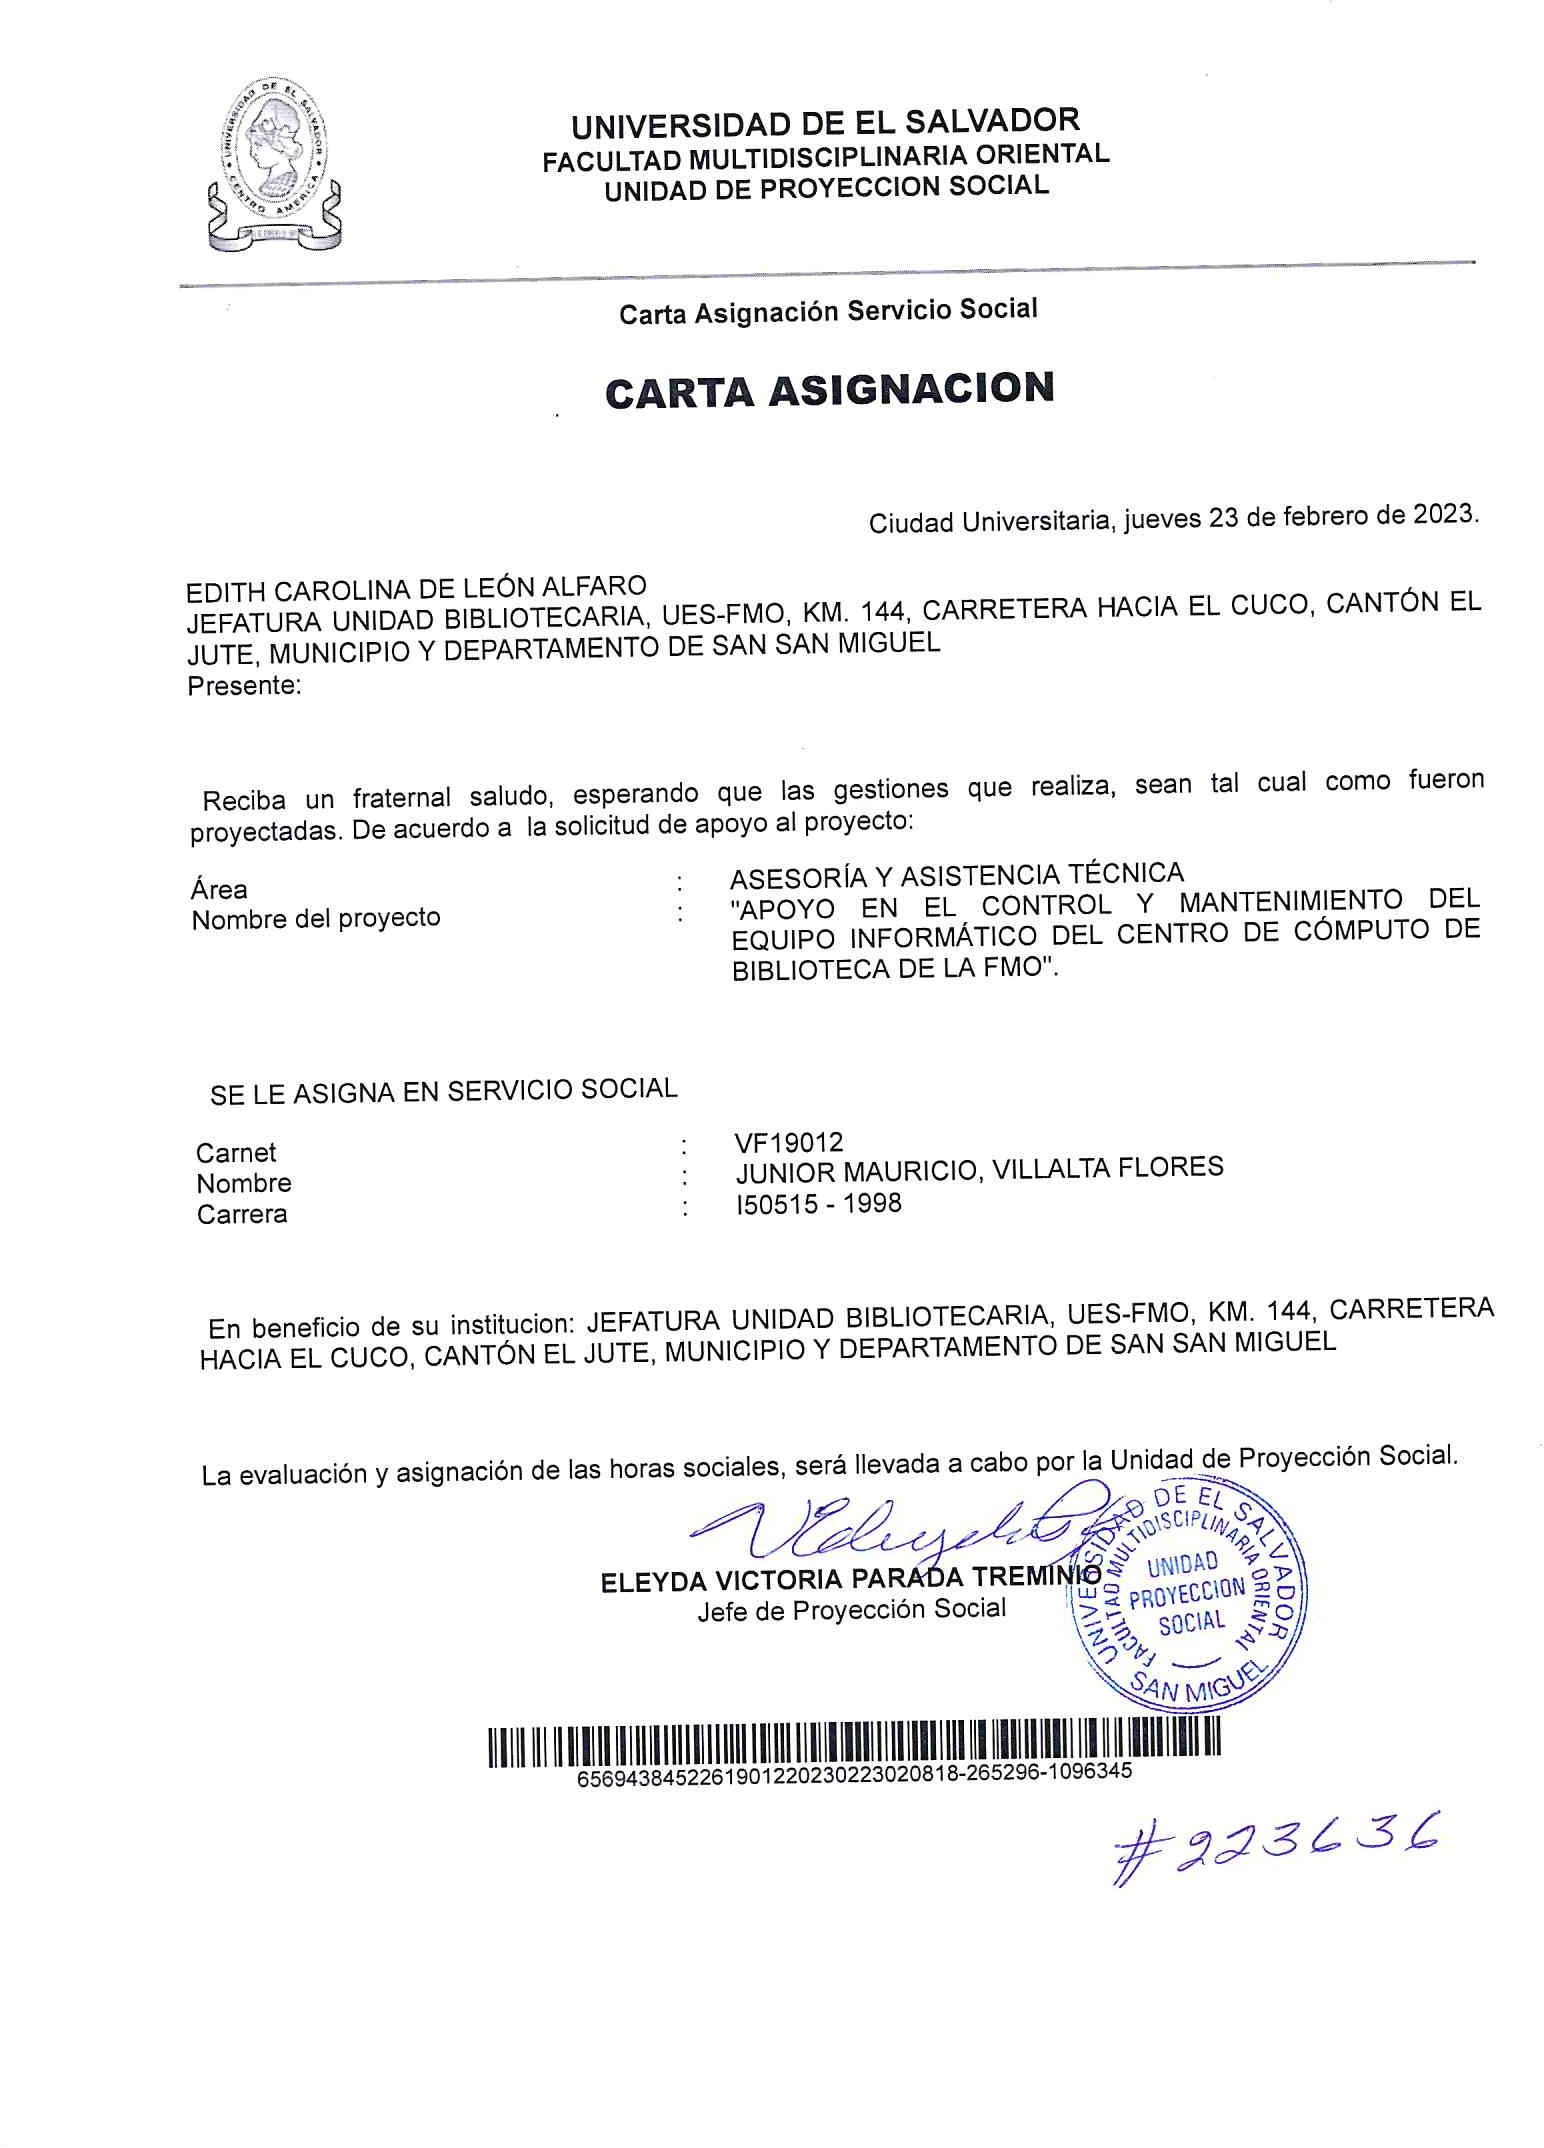 UNIVERSIDAD DE EL SALVADOR
CENTRO AMERICA
UNIVERSIDAD DE EL SALVADOR
FACULTAD MULTIDISCIPLINARIA ORIENTAL
UNIDAD DE PROYECCION SOCIAL
Carta Asignación Servicio Social
CARTA ASIGNACION
Ciudad Universitaria, jueves 23 de febrero de 2023.
EDITH CAROLINA DE LEÓN ALFARO
JEFATURA UNIDAD BIBLIOTECARIA, UES-FMO, KM. 144, CARRETERA HACIA EL CUCO, CANTÓN EL
JUTE, MUNICIPIO Y DEPARTAMENTO DE SAN SAN MIGUEL
Presente:
Reciba un fraternal saludo, esperando que las gestiones que realiza, sean tal cual como fueron
proyectadas. De acuerdo a la solicitud de apoyo al proyecto:
Área : ASESORÍA Y ASISTENCIA TÉCNICA
Nombre del proyecto : "APOYO EN EL CONTROL Y MANTENIMIENTO DEL
EQUIPO INFORMÁTICO DEL CENTRO DE CÓMPUTO DE
BIBLIOTECA DE LA FMO".
SE LE ASIGNA EN SERVICIO SOCIAL
Carnet : VF19012
Nombre : JUNIOR MAURICIO, VILLALTA FLORES
Carrera : I50515 - 1998
En beneficio de su institucion: JEFATURA UNIDAD BIBLIOTECARIA, UES-FMO, KM. 144, CARRETERA
HACIA EL CUCO, CANTÓN EL JUTE, MUNICIPIO Y DEPARTAMENTO DE SAN SAN MIGUEL
La evaluación y asignación de las horas sociales, será llevada a cabo por la Unidad de Proyección Social.
ELEYDA VICTORIA PARADA TREMINIO
Jefe de Proyección Social
UNIVERSIDAD DE EL SALVADOR
FACULTAD MULTIDISCIPLINARIA ORIENTAL
UNIDAD
PROYECCION
SOCIAL
SAN MIGUEL
6569438452261901220230223020818-265296-1096345
#223636